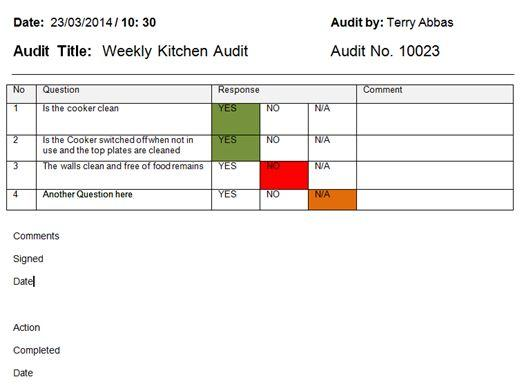 Date: 23/03/2014 / 10: 30 Audit by: Terry Abbas
Audit Title: Weekly Kitchen Audit Audit No. 10023
No Question Response Comment
1 Is the cooker clean YES NO N/A
2 Is the Cooker switched off when not YES NO N/A
in use and the top plates are cleaned
3 The walls clean and free of food remains YES NO N/A
4 Another Question here YES NO N/A
Comments
Signed
Date
Action
Completed
Date